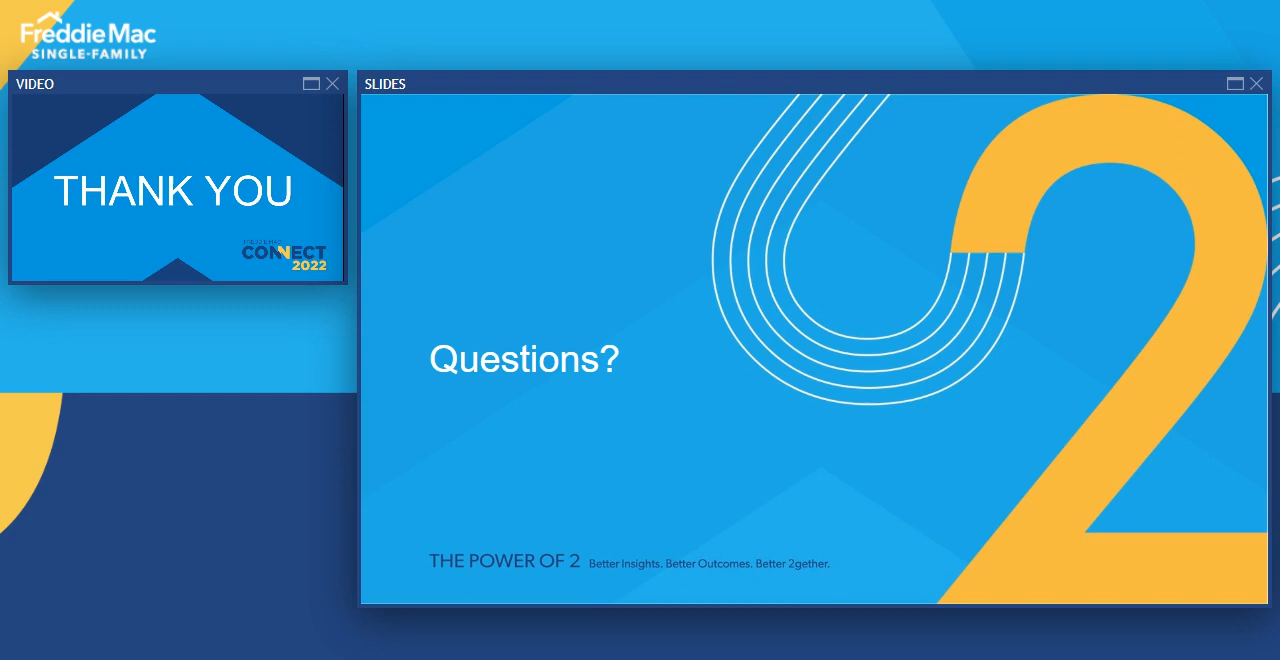 FreddieMac
SINGLE-FAMILY
VIDEO
THANK YOU
FREDDIE MAC
CONNECT
2022
SLIDES
Questions?
THE POWER OF 2 Better Insights. Better Outcomes. Better 2gether.